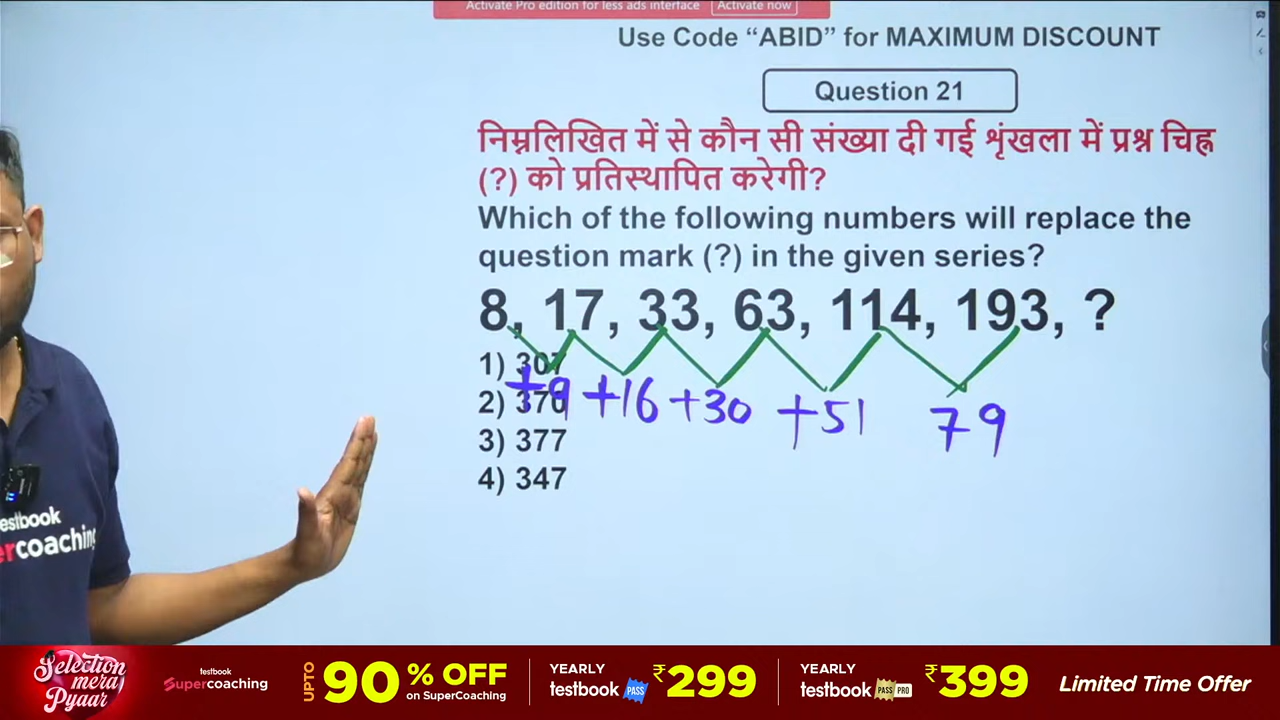 Activate Pro edition for less ads interface Activate now
Use Code “ABID” for MAXIMUM DISCOUNT
Question 21
निम्नलिखित में से कौन सी संख्या दी गई शृंखला में प्रश्न चिह्न
(?) को प्रतिस्थापित करेगी?
Which of the following numbers will replace the
question mark (?) in the given series?
8, 17, 33, 63, 114, 193, ?
1) 307
2) 370
3) 377
4) 347
+9 +16 +30 +51 79
estbook
ercoaching
Selection
mera
Pyaar
testbook
Supercoaching
UPTO 90% OFF
on SuperCoaching
YEARLY
testbook PASS
₹299
YEARLY
testbook PASS PRO
₹399
Limited Time Offer